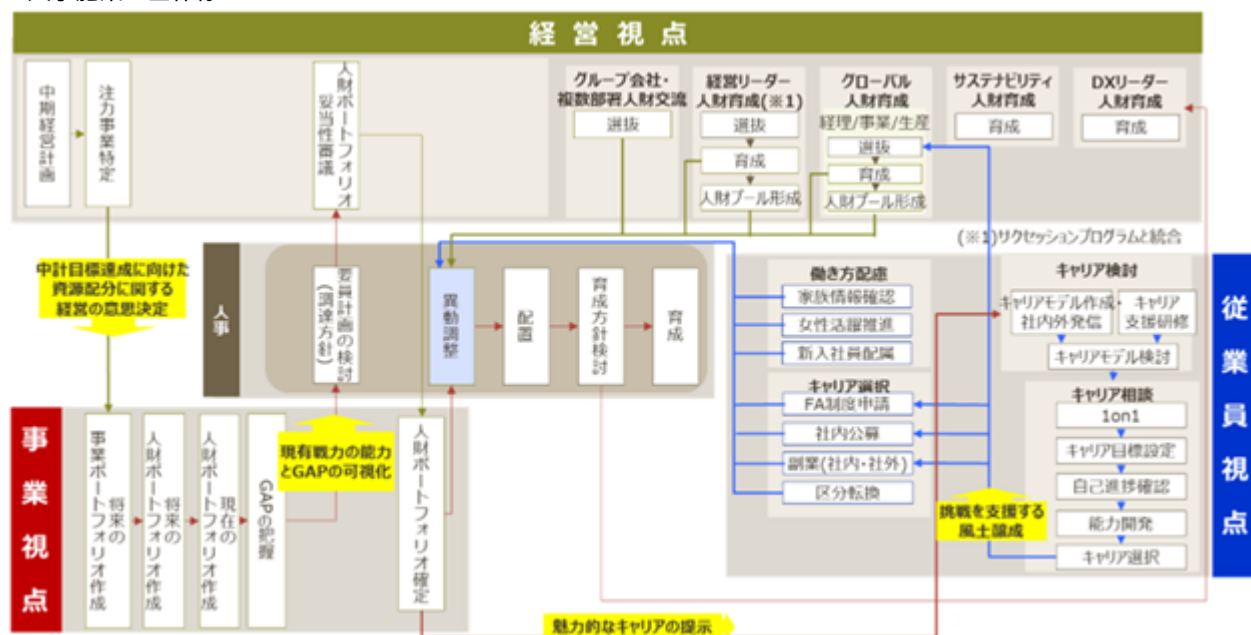 経営視点
中期経営計画
注力事業特定
人財ポートフォリオ
妥当性審議
グループ会社・
複数部署人財交流
選抜
経営リーダー
人財育成(※1)
選抜
育成
人財プール形成
グローバル
人財育成
経理/事業/生産
選抜
育成
人財プール形成
サステナビリティ
人財育成
育成
DXリーダー
人財育成
育成
(※1)サクセッションプログラムと統合
中計目標達成に向けた
資源配分に関する
経営の意思決定
人事
要員計画の検討
(調達方針)
異動調整
配置
育成方針検討
育成
働き方配慮
家族情報確認
女性活躍推進
新入社員配属
キャリア選択
FA制度申請
社内公募
副業(社内・社外)
区分転換
キャリア検討
キャリアモデル作成・
社内外発信
キャリア
支援研修
キャリアモデル検討
キャリア相談
1on1
キャリア目標設定
自己進捗確認
能力開発
キャリア選択
挑戦を支援する
風土醸成
従業員視点
事業視点
将来の
事業ポートフォリオ作成
将来の
人財ポートフォリオ作成
現在の
人財ポートフォリオ作成
GAPの把握
現有戦力の能力
とGAPの可視化
人財ポートフォリオ確定
魅力的なキャリアの提示